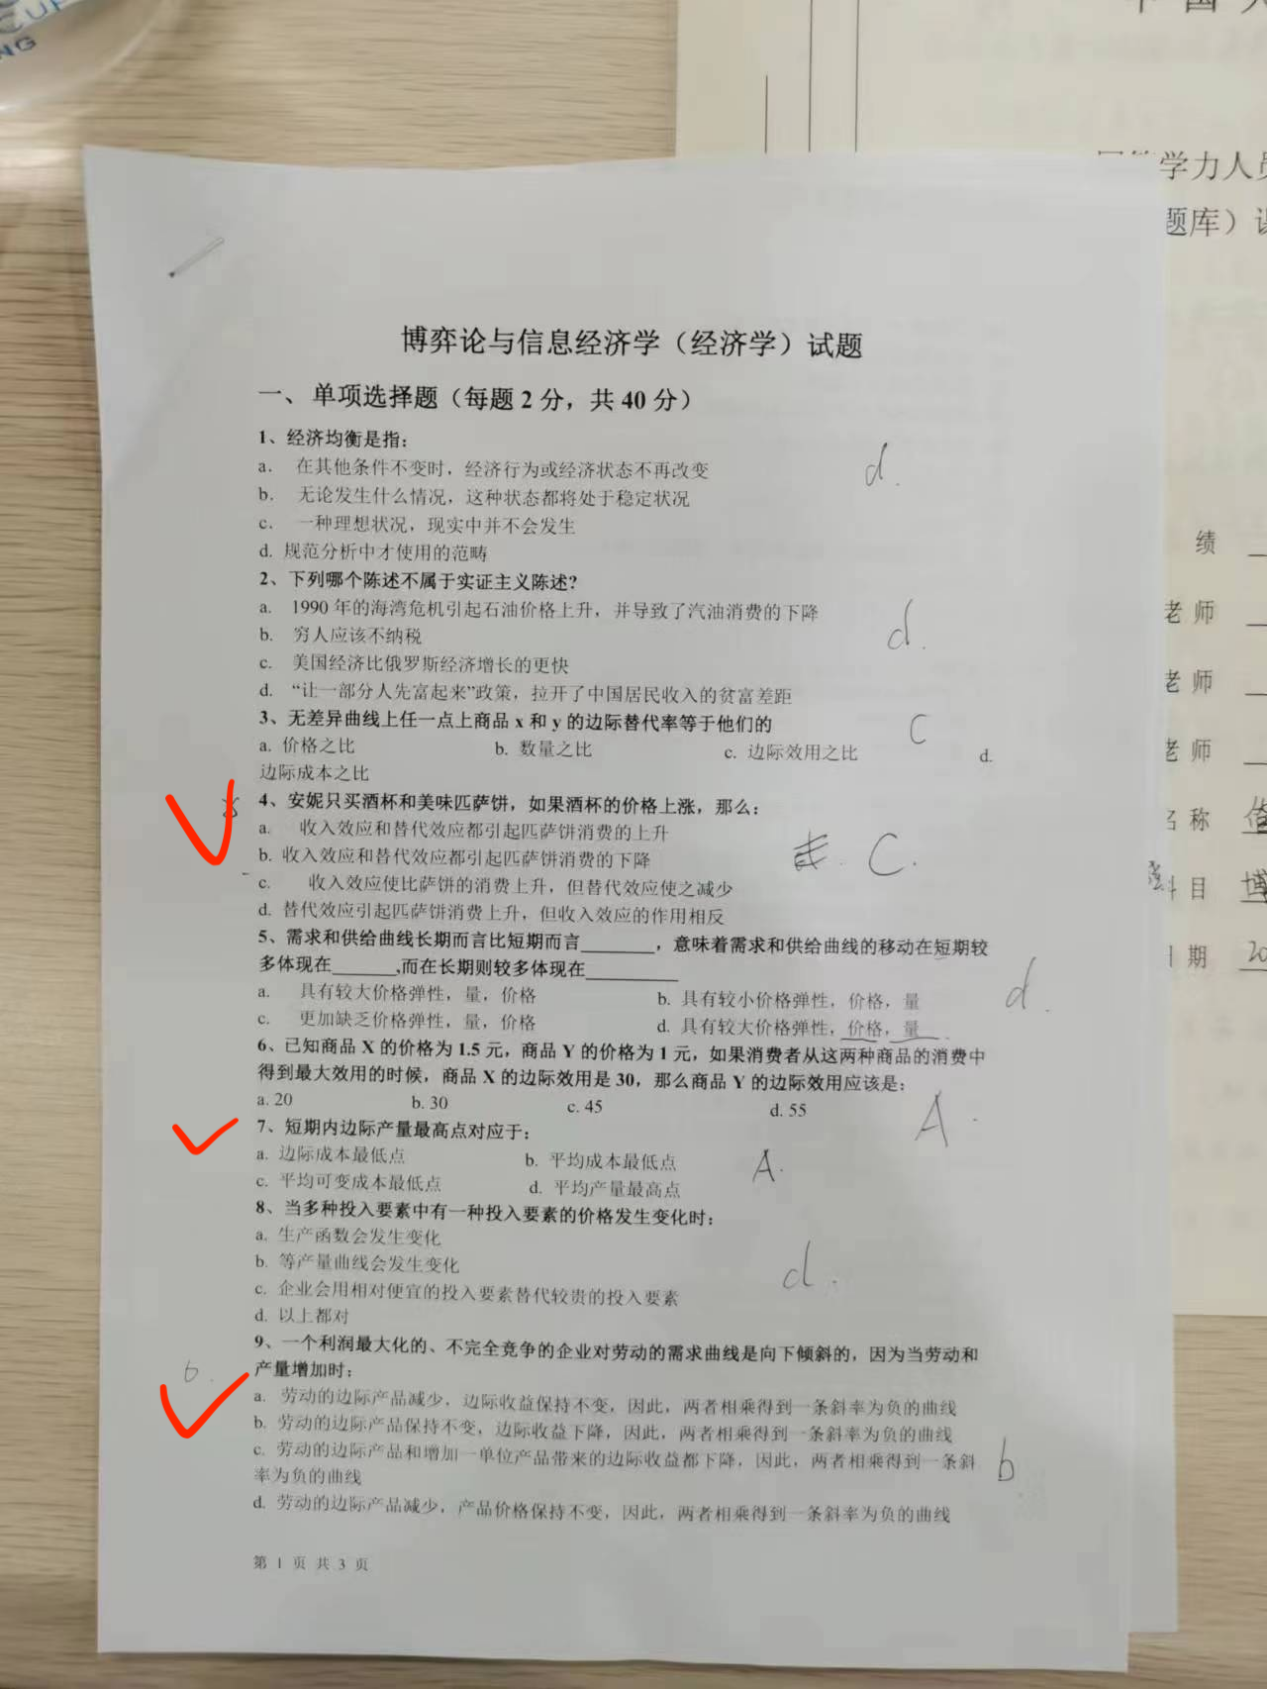 CUP
NG
中 国 人
学力人员
题库）课
绩
老 师
老 师
老 师
名 称
科 目 博
期 20
博弈论与信息经济学（经济学）试题
一、单项选择题（每题 2 分，共 40 分）
1、经济均衡是指：
a. 在其他条件不变时，经济行为或经济状态不再改变
d.
b. 无论发生什么情况，这种状态都将处于稳定状况
c. 一种理想状况，现实中并不会发生
d. 规范分析中才使用的范畴
2、下列哪个陈述不属于实证主义陈述?
a. 1990 年的海湾危机引起石油价格上升，并导致了汽油消费的下降
d.
b. 穷人应该不纳税
c. 美国经济比俄罗斯经济增长的更快
d. “让一部分人先富起来”政策，拉开了中国居民收入的贫富差距
3、无差异曲线上任一点上商品 x 和 y 的边际替代率等于他们的
C
a. 价格之比 b. 数量之比 c. 边际效用之比 d.
边际成本之比
4、安妮只买酒杯和美味匹萨饼，如果酒杯的价格上涨，那么：
a. 收入效应和替代效应都引起匹萨饼消费的上升
b. 收入效应和替代效应都引起匹萨饼消费的下降
C.
c. 收入效应使比萨饼的消费上升，但替代效应使之减少
d. 替代效应引起匹萨饼消费上升，但收入效应的作用相反
5、需求和供给曲线长期而言比短期而言________，意味着需求和供给曲线的移动在短期较
多体现在_______,而在长期则较多体现在__________
a. 具有较大价格弹性，量，价格 b. 具有较小价格弹性，价格，量
d.
c. 更加缺乏价格弹性，量，价格 d. 具有较大价格弹性，价格，量
6、已知商品 X 的价格为 1.5 元，商品 Y 的价格为 1 元，如果消费者从这两种商品的消费中
得到最大效用的时候，商品 X 的边际效用是 30，那么商品 Y 的边际效用应该是：
a. 20 b. 30 c. 45 d. 55
A.
7、短期内边际产量最高点对应于：
a. 边际成本最低点 b. 平均成本最低点
A.
c. 平均可变成本最低点 d. 平均产量最高点
8、当多种投入要素中有一种投入要素的价格发生变化时：
a. 生产函数会发生变化
b. 等产量曲线会发生变化
d.
c. 企业会用相对便宜的投入要素替代较贵的投入要素
d. 以上都对
9、一个利润最大化的、不完全竞争的企业对劳动的需求曲线是向下倾斜的，因为当劳动和
b.
产量增加时：
a. 劳动的边际产品减少，边际收益保持不变，因此，两者相乘得到一条斜率为负的曲线
b. 劳动的边际产品保持不变，边际收益下降，因此，两者相乘得到一条斜率为负的曲线
c. 劳动的边际产品和增加一单位产品带来的边际收益都下降，因此，两者相乘得到一条斜
b
率为负的曲线
d. 劳动的边际产品减少，产品价格保持不变，因此，两者相乘得到一条斜率为负的曲线
第 1 页 共 3 页